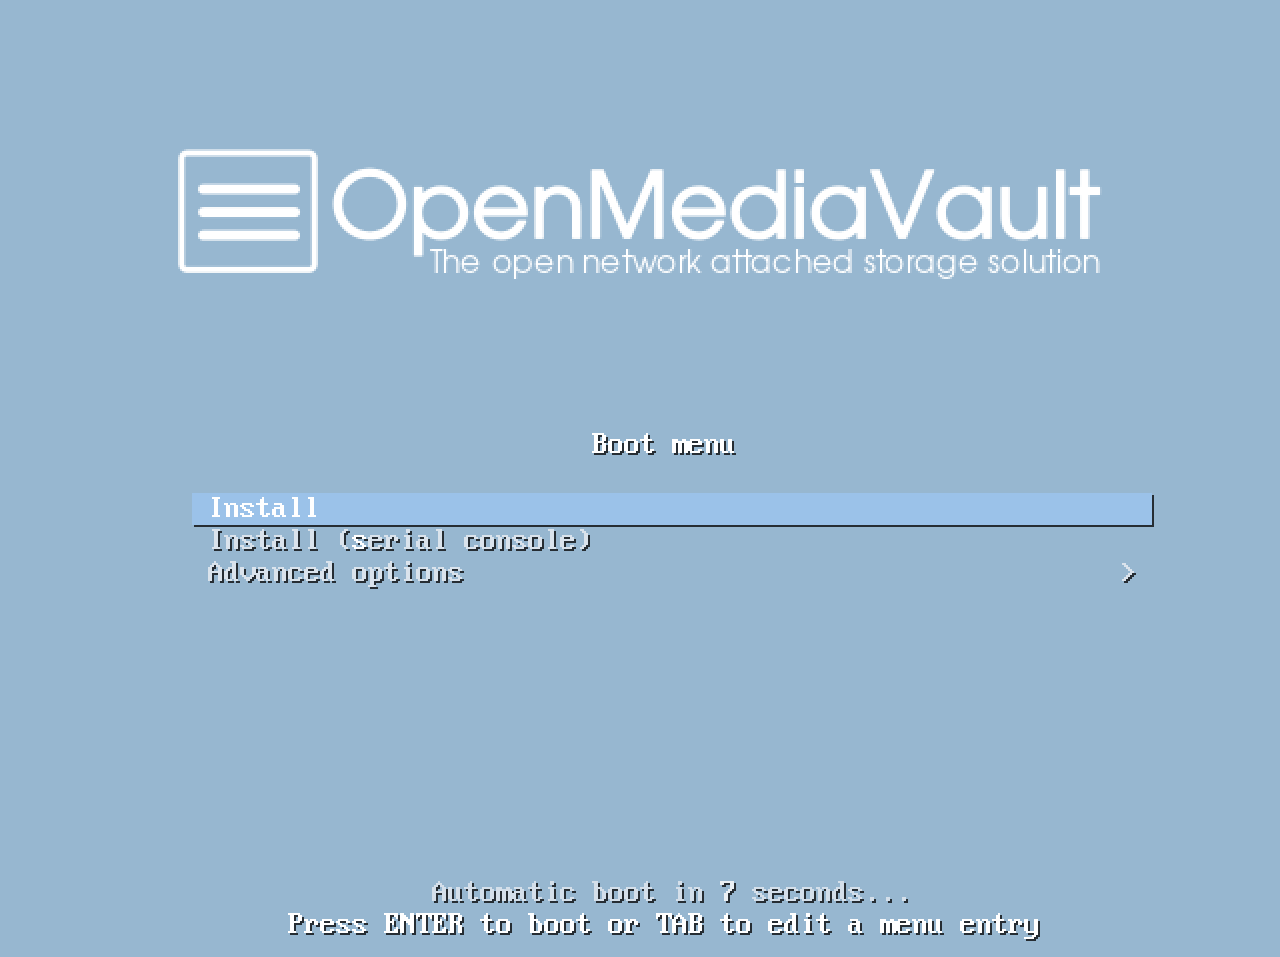 OpenMediaVault
The open network attached storage solution
Boot menu
Install
Install (serial console)
Advanced options >
Automatic boot in 7 seconds...
Press ENTER to boot or TAB to edit a menu entry